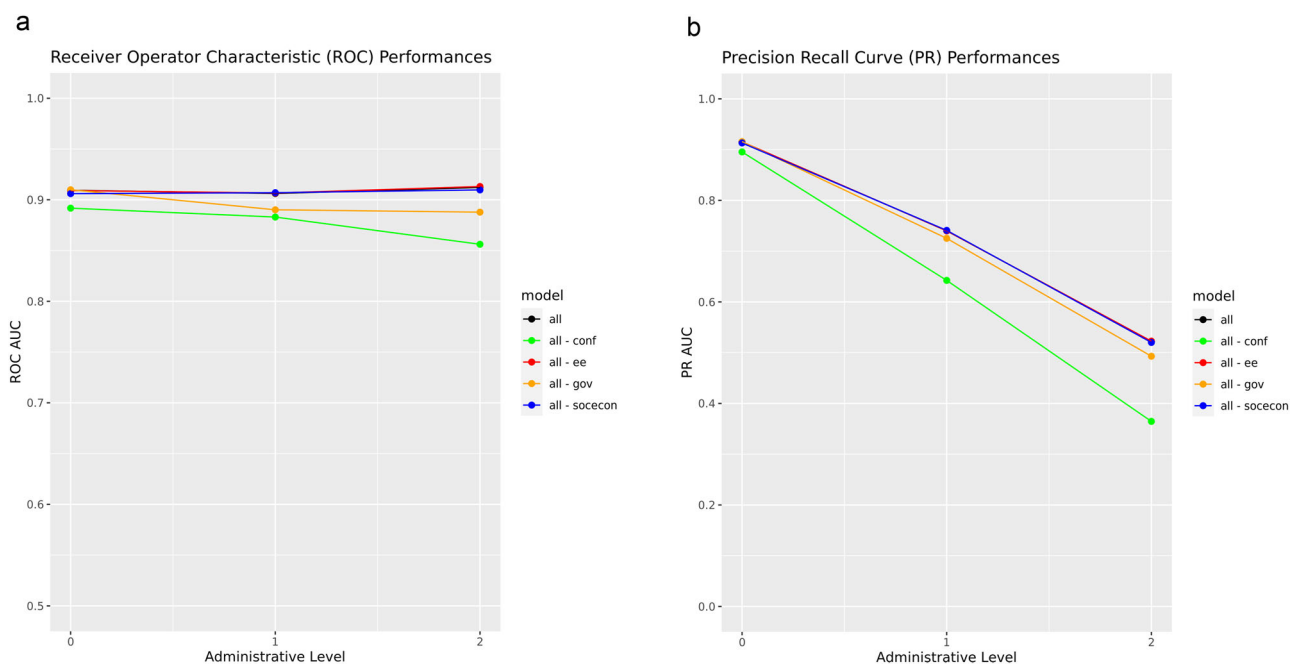 a
Receiver Operator Characteristic (ROC) Performances
1.0
0.9
0.8
0.7
0.6
0.5
ROC AUC
0
1
2
Administrative Level
model
all
all - conf
all - ee
all - gov
all - socecon
b
Precision Recall Curve (PR) Performances
1.0
0.8
0.6
0.4
0.2
0.0
PR AUC
0
1
2
Administrative Level
model
all
all - conf
all - ee
all - gov
all - socecon